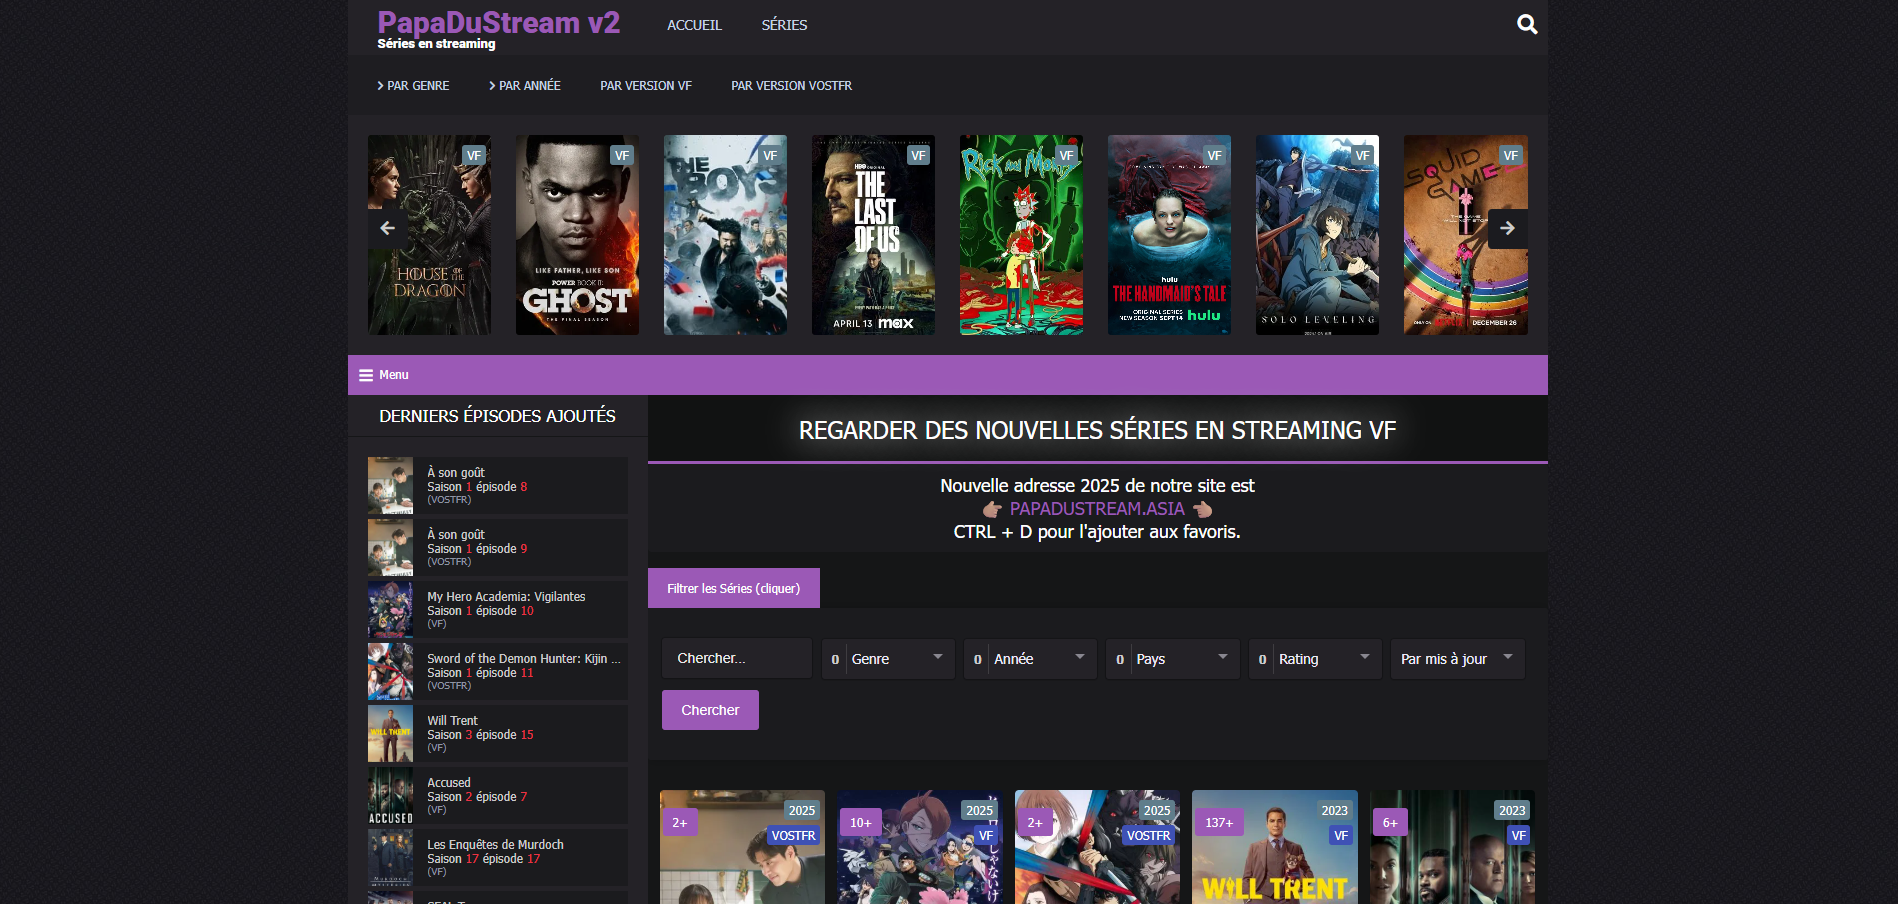 PapaDuStream v2
Séries en streaming
ACCUEIL
SÉRIES
PAR GENRE
PAR ANNÉE
PAR VERSION VF
PAR VERSION VOSTFR
VF
HOUSE OF THE DRAGON
VF
LIKE FATHER, LIKE SON
POWER BOOK II:
GHOST
THE FINAL SEASON
VF
THE BOYS
VF
HBO ORIGINAL
THE LAST OF US
APRIL 13 max
VF
Rick and Morty
VF
hulu
THE HANDMAID'S TALE
ORIGINAL SERIES
NEW SEASON SEPT 14 hulu
VF
SOLO LEVELING
VF
SQUID GAME
DECEMBER 26
Menu
DERNIERS ÉPISODES AJOUTÉS
À son goût
Saison 1 épisode 8
(VOSTFR)
À son goût
Saison 1 épisode 9
(VOSTFR)
My Hero Academia: Vigilantes
Saison 1 épisode 10
(VF)
Sword of the Demon Hunter: Kijin ...
Saison 1 épisode 11
(VOSTFR)
WILL TRENT
Will Trent
Saison 3 épisode 15
(VF)
ACCUSED
Accused
Saison 2 épisode 7
(VF)
Les Enquêtes de Murdoch
Saison 17 épisode 17
(VF)
REGARDER DES NOUVELLES SÉRIES EN STREAMING VF
Nouvelle adresse 2025 de notre site est
PAPADUSTREAM.ASIA
CTRL + D pour l'ajouter aux favoris.
Filtrer les Séries (cliquer)
Chercher...
0 Genre
0 Année
0 Pays
0 Rating
Par mis à jour
Chercher
2+
2025
VOSTFR
10+
2025
VF
2+
2025
VOSTFR
137+
2023
VF
WILL TRENT
6+
2023
VF